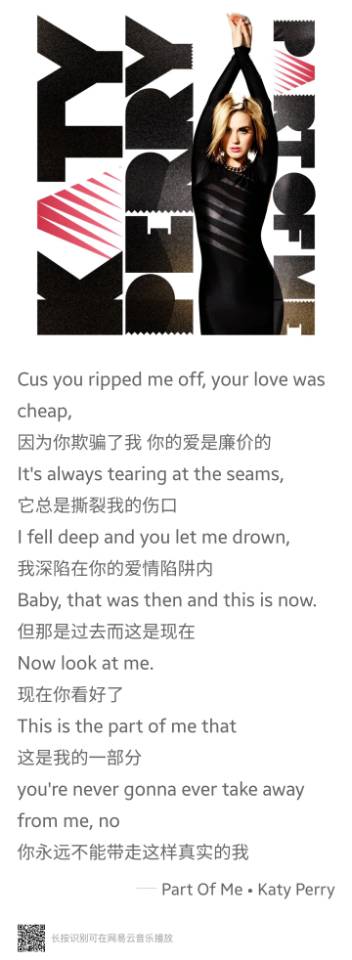 KATY
PERRY
PART OF ME
Cus you ripped me off, your love was
cheap,
因为你欺骗了我 你的爱是廉价的
It's always tearing at the seams,
它总是撕裂我的伤口
I fell deep and you let me drown,
我深陷在你的爱情陷阱内
Baby, that was then and this is now.
但那是过去而这是现在
Now look at me.
现在你看好了
This is the part of me that
这是我的一部分
you're never gonna ever take away
from me, no
你永远不能带走这样真实的我
— Part Of Me • Katy Perry
长按识别可在网易云音乐播放